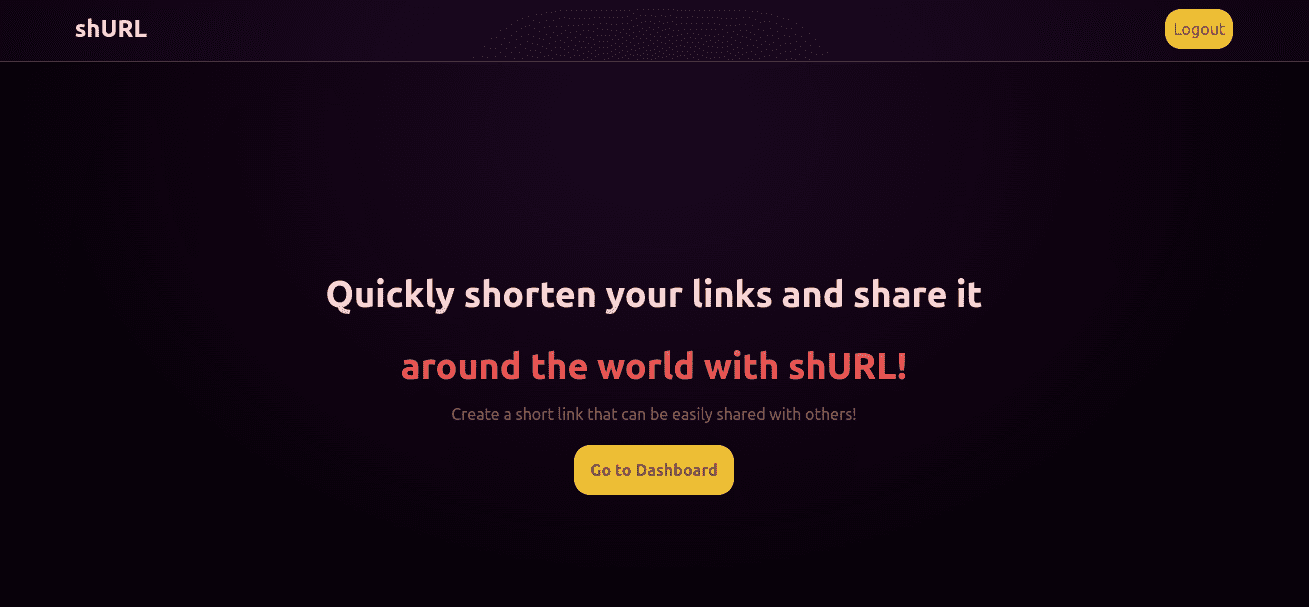 shURL
Logout
Quickly shorten your links and share it
around the world with shURL!
Create a short link that can be easily shared with others!
Go to Dashboard